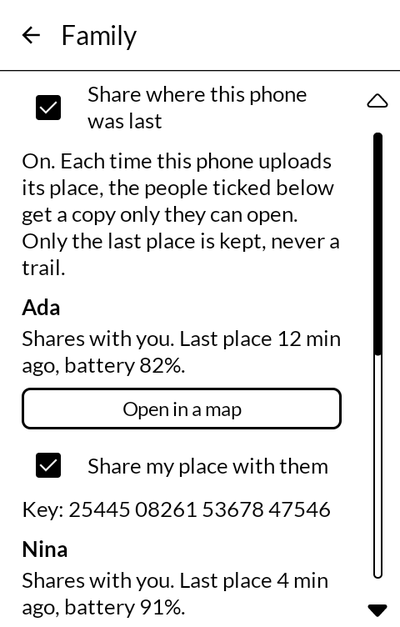 Family
Share where this phone
was last
On. Each time this phone uploads
its place, the people ticked below
get a copy only they can open.
Only the last place is kept, never a
trail.
Ada
Shares with you. Last place 12 min
ago, battery 82%.
Open in a map
Share my place with them
Key: 25445 08261 53678 47546
Nina
Shares with you. Last place 4 min
ago, battery 91%.